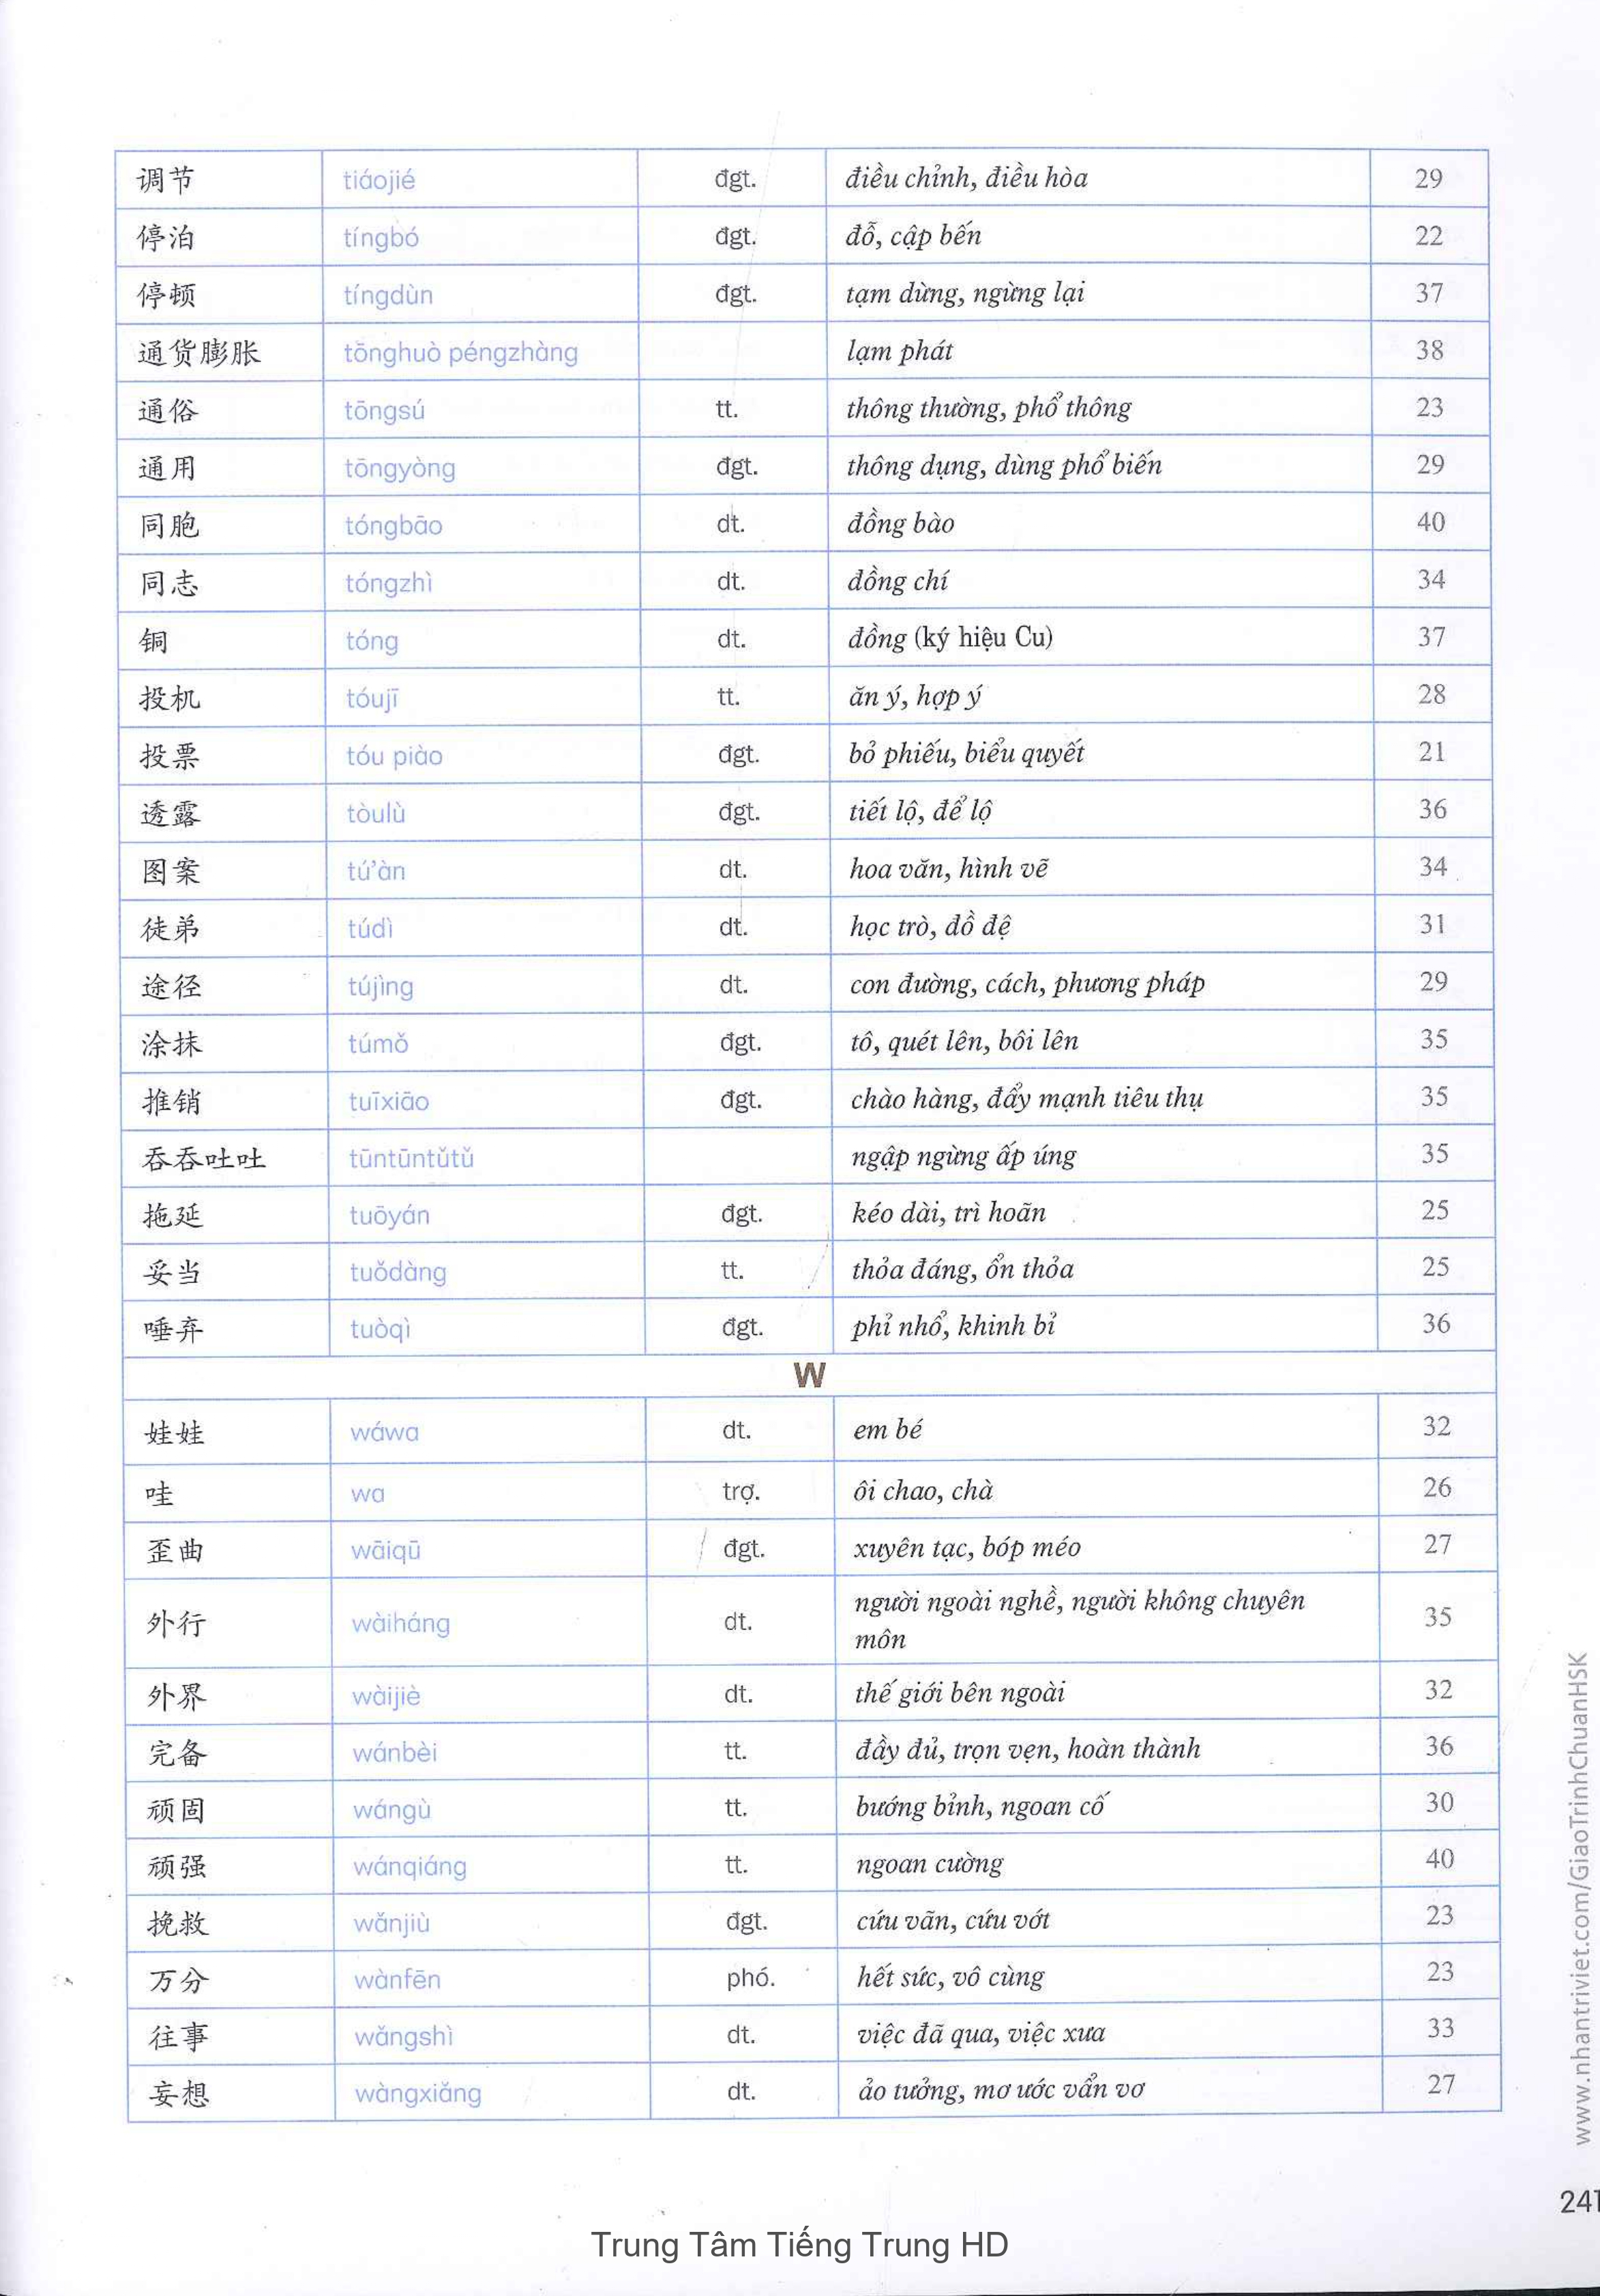 调节 tiáojié đgt. điều chỉnh, điều hòa 29
停泊 tíngbó đgt. đỗ, cập bến 22
停顿 tíngdùn đgt. tạm dừng, ngừng lại 37
通货膨胀 tōnghuò péngzhàng lạm phát 38
通俗 tōngsú tt. thông thường, phổ thông 23
通用 tōngyòng đgt. thông dụng, dùng phổ biến 29
同胞 tóngbāo dt. đồng bào 40
同志 tóngzhì dt. đồng chí 34
铜 tóng dt. đồng (ký hiệu Cu) 37
投机 tóujī tt. ăn ý, hợp ý 28
投票 tóu piào đgt. bỏ phiếu, biểu quyết 21
透露 tòulù đgt. tiết lộ, để lộ 36
图案 tú’àn dt. hoa văn, hình vẽ 34
徒弟 túdì dt. học trò, đồ đệ 31
途径 tújìng dt. con đường, cách, phương pháp 29
涂抹 túmǒ đgt. tô, quét lên, bôi lên 35
推销 tuīxiāo đgt. chào hàng, đẩy mạnh tiêu thụ 35
吞吞吐吐 tūntūntǔtǔ ngập ngừng ấp úng 35
拖延 tuōyán đgt. kéo dài, trì hoãn 25
妥当 tuǒdàng tt. thỏa đáng, ổn thỏa 25
唾弃 tuòqì đgt. phỉ nhổ, khinh bỉ 36
W
娃娃 wáwa dt. em bé 32
哇 wa trợ. ôi chao, chà 26
歪曲 wāiqū đgt. xuyên tạc, bóp méo 27
外行 wàiháng dt. người ngoài nghề, người không chuyên
môn 35
外界 wàijiè dt. thế giới bên ngoài 32
完备 wánbèi tt. đầy đủ, trọn vẹn, hoàn thành 36
顽固 wángù tt. bướng bỉnh, ngoan cố 30
顽强 wánqiáng tt. ngoan cường 40
挽救 wǎnjiù đgt. cứu vãn, cứu vớt 23
万分 wànfēn phó. hết sức, vô cùng 23
往事 wǎngshì dt. việc đã qua, việc xưa 33
妄想 wàngxiǎng dt. ảo tưởng, mơ ước vẩn vơ 27
www.nhantriviet.com/GiaoTrinhChuanHSK
241
Trung Tâm Tiếng Trung HD